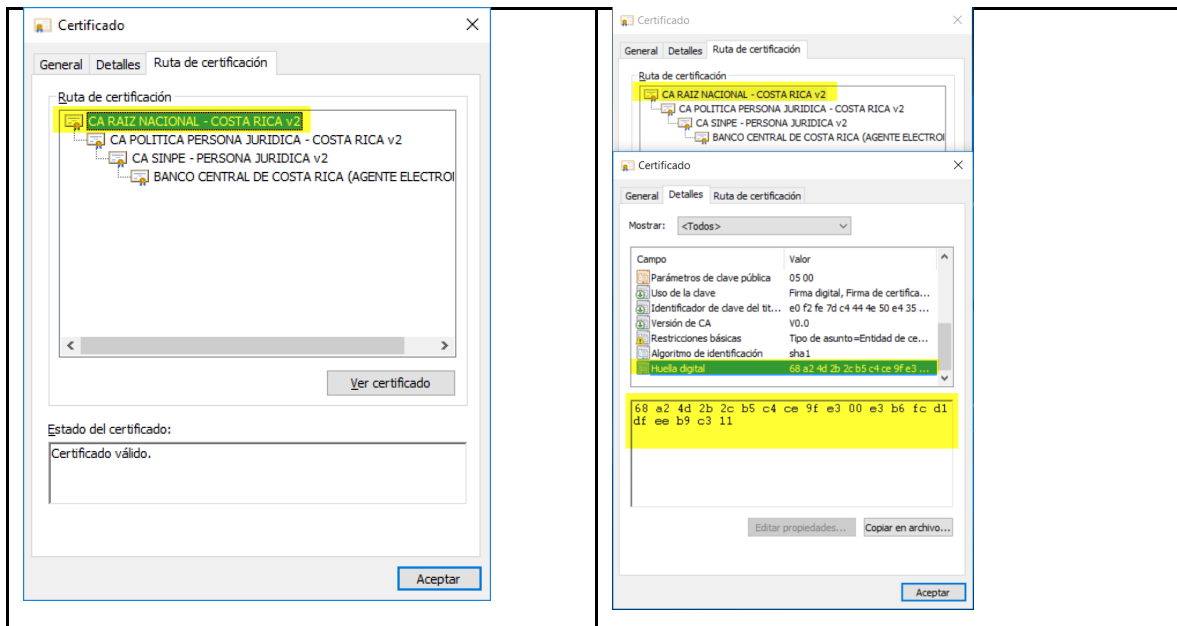 Certificado
General Detalles Ruta de certificación
Ruta de certificación
CA RAIZ NACIONAL - COSTA RICA v2
CA POLITICA PERSONA JURIDICA - COSTA RICA v2
CA SINPE - PERSONA JURIDICA v2
BANCO CENTRAL DE COSTA RICA (AGENTE ELECTROI
Ver certificado
Estado del certificado:
Certificado válido.
Aceptar
Certificado
General Detalles Ruta de certificación
Ruta de certificación
CA RAIZ NACIONAL - COSTA RICA v2
CA POLITICA PERSONA JURIDICA - COSTA RICA v2
CA SINPE - PERSONA JURIDICA v2
BANCO CENTRAL DE COSTA RICA (AGENTE ELECTROI
Certificado
General Detalles Ruta de certificación
Mostrar: <Todos>
Campo Valor
Parámetros de clave pública 05 00
Uso de la clave Firma digital, Firma de certifica...
Identificador de clave del tit... e0 f2 fe 7d c4 44 4e 50 e4 35 ...
Versión de CA V0.0
Restricciones básicas Tipo de asunto=Entidad de ce...
Algoritmo de identificación sha1
Huella digital 68 a2 4d 2b 2c b5 c4 ce 9f e3 ...
68 a2 4d 2b 2c b5 c4 ce 9f e3 00 e3 b6 fc d1
df ee b9 c3 11
Editar propiedades... Copiar en archivo...
Aceptar